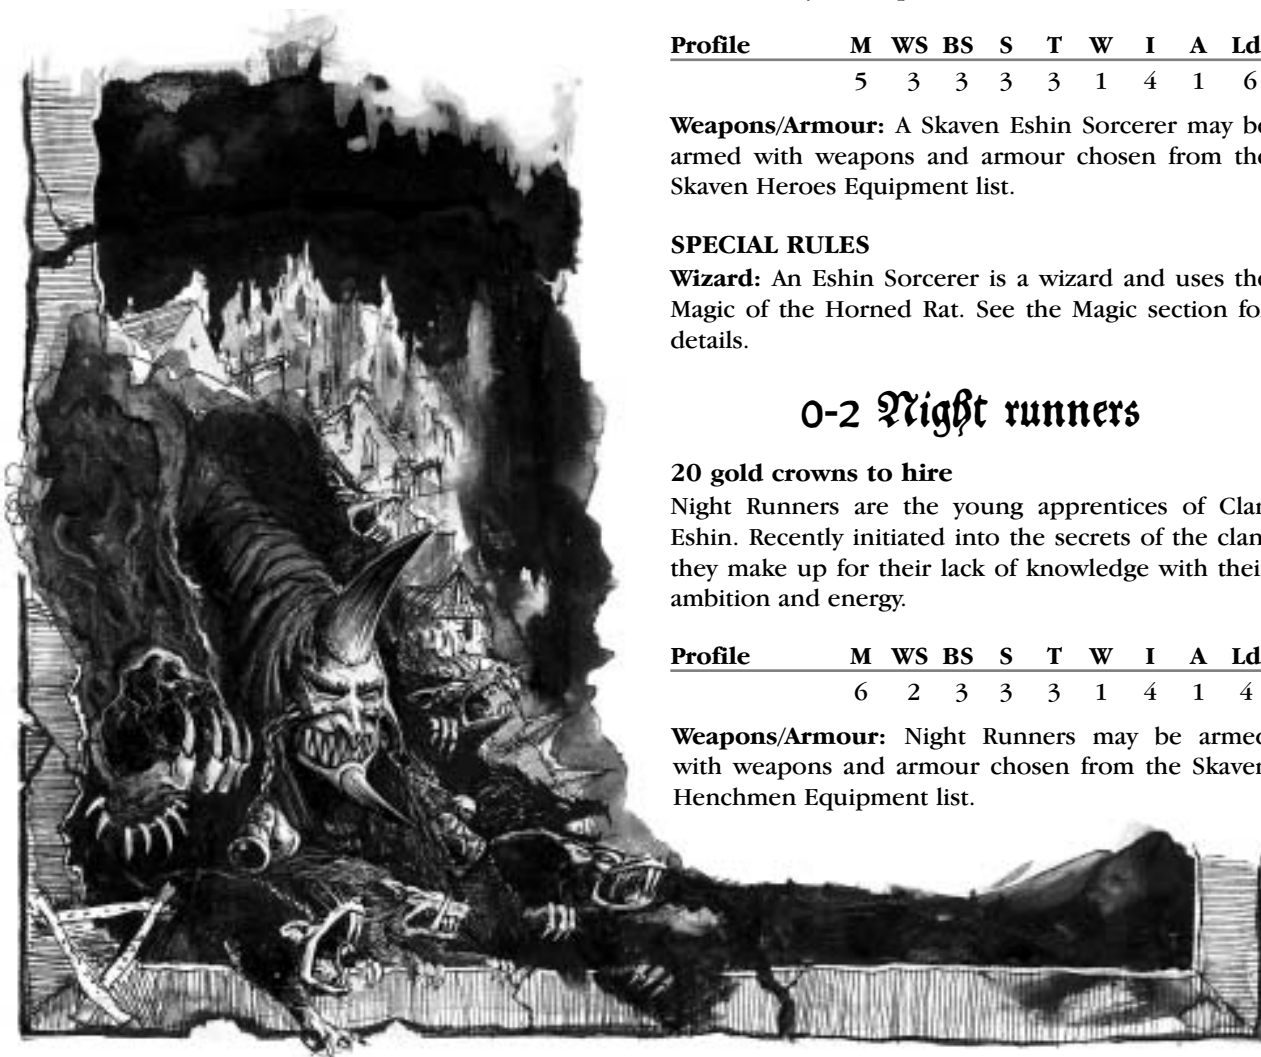 Profile M WS BS S T W I A Ld
5 3 3 3 3 1 4 1 6
Weapons/Armour: A Skaven Eshin Sorcerer may be
armed with weapons and armour chosen from the
Skaven Heroes Equipment list.
SPECIAL RULES
Wizard: An Eshin Sorcerer is a wizard and uses the
Magic of the Horned Rat. See the Magic section fo
details.
0-2 Night runners
20 gold crowns to hire
Night Runners are the young apprentices of Clan
Eshin. Recently initiated into the secrets of the clan
they make up for their lack of knowledge with thei
ambition and energy.
Profile M WS BS S T W I A Ld
6 2 3 3 3 1 4 1 4
Weapons/Armour: Night Runners may be armed
with weapons and armour chosen from the Skaven
Henchmen Equipment list.